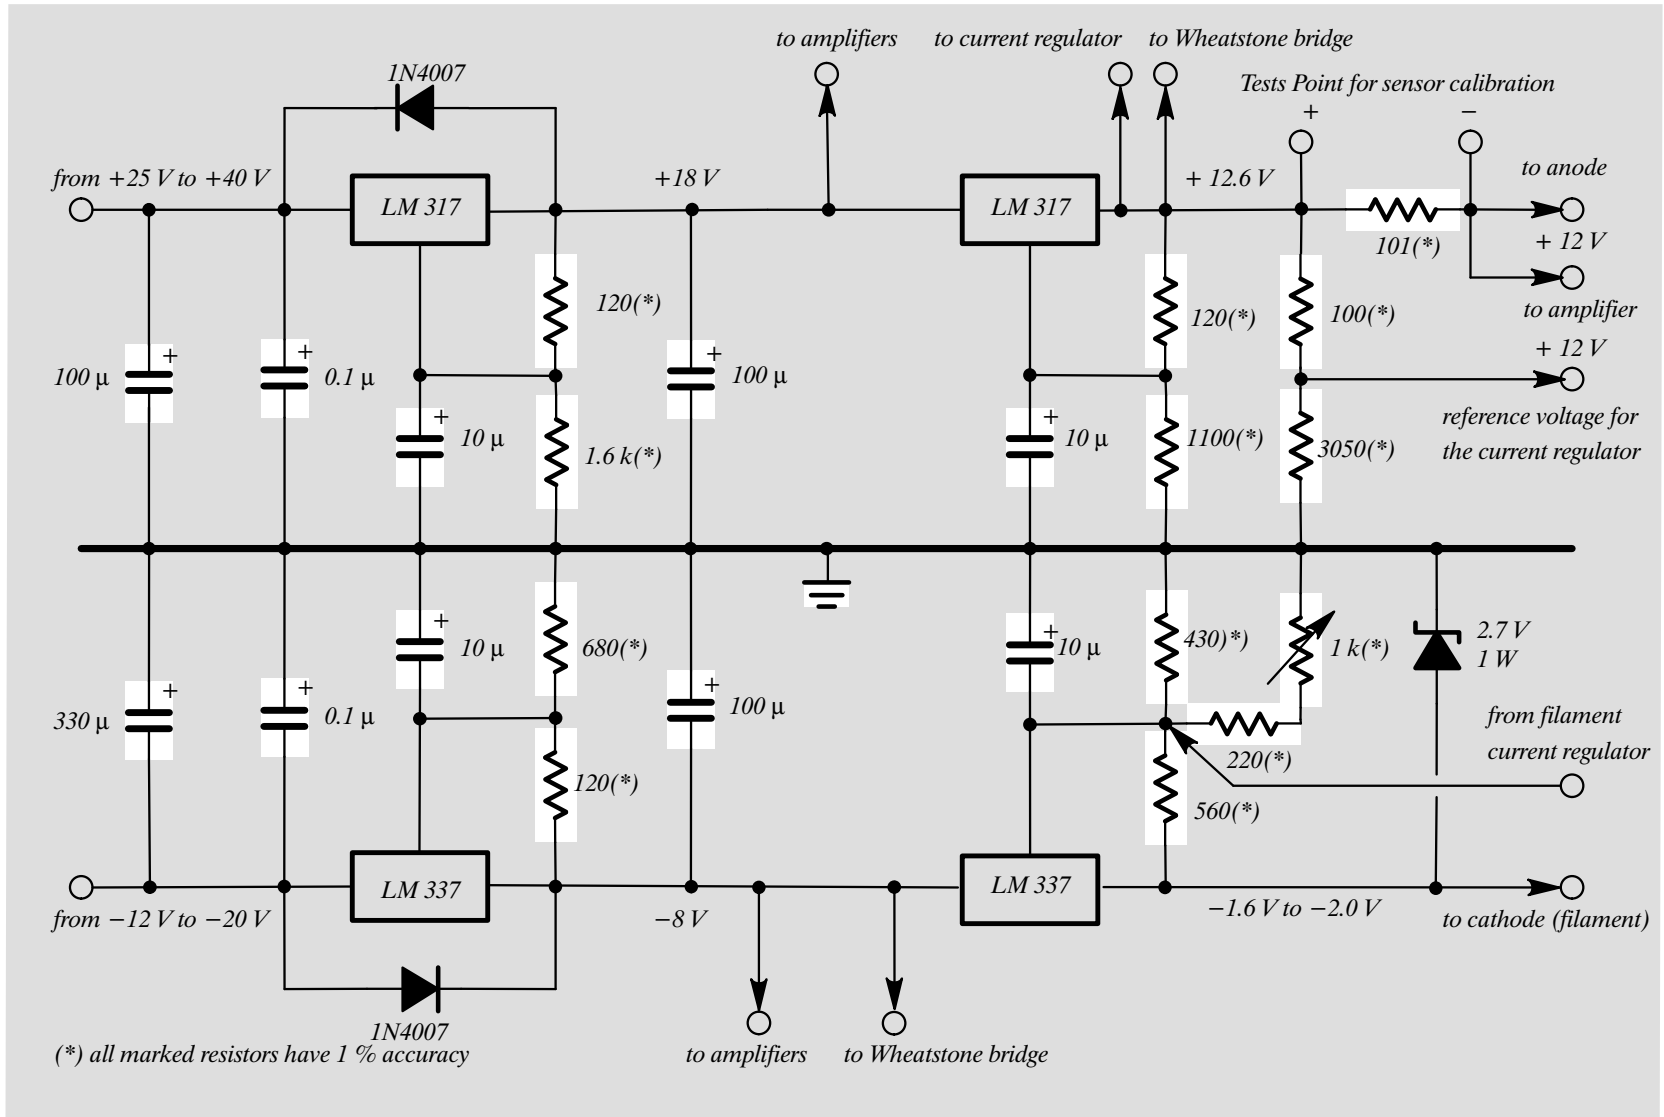 to amplifiers
to current regulator
to Wheatstone bridge
1N4007
Tests Point for sensor calibration
+
−
from +25 V to +40 V
LM 317
+18 V
LM 317
+ 12.6 V
to anode
101(*)
+ 12 V
120(*)
120(*)
100(*)
to amplifier
+
100 µ
+
0.1 µ
+
100 µ
+ 12 V
+
10 µ
1.6 k(*)
+
10 µ
1100(*)
3050(*)
reference voltage for
the current regulator
+
10 µ
680(*)
+
10 µ
430)*)
1 k(*)
2.7 V
1 W
+
330 µ
+
0.1 µ
+
100 µ
from filament
current regulator
220(*)
120(*)
560(*)
LM 337
LM 337
from −12 V to −20 V
−8 V
−1.6 V to −2.0 V
to cathode (filament)
1N4007
(*) all marked resistors have 1 % accuracy
to amplifiers
to Wheatstone bridge